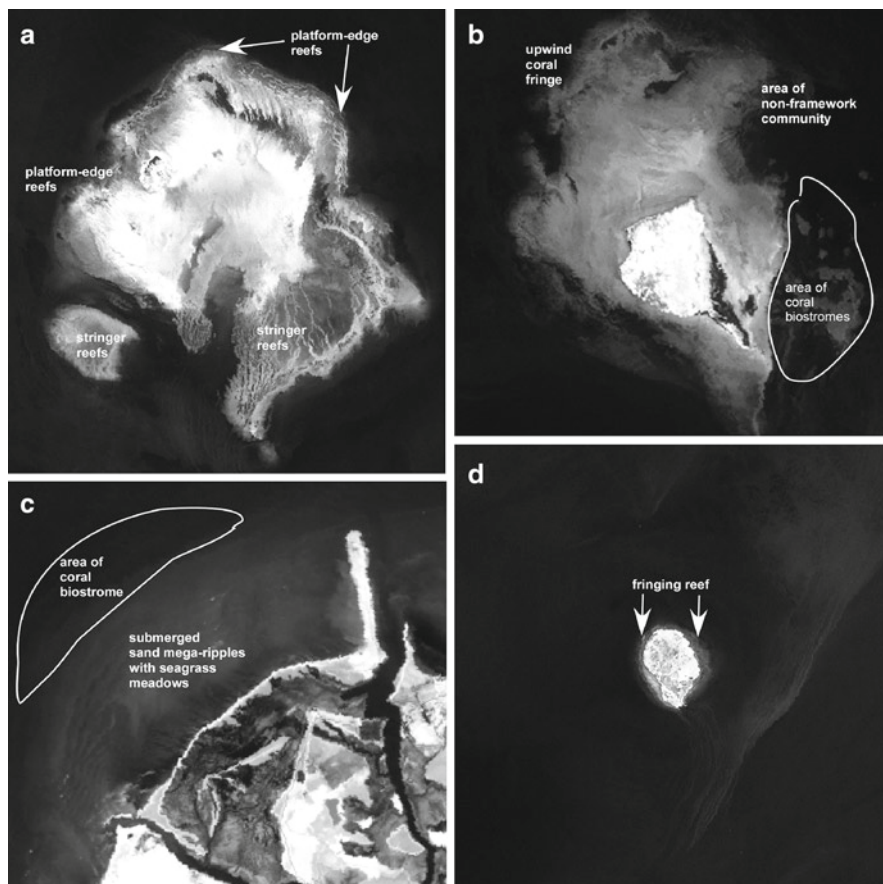 a
platform-edge
reefs
platform-edge
reefs
stringer
reefs
stringer
reefs
b
upwind
coral
fringe
area of
non-framework
community
area of
coral
biostromes
c
area of
coral
biostrome
submerged
sand mega-ripples
with seagrass
meadows
d
fringing reef